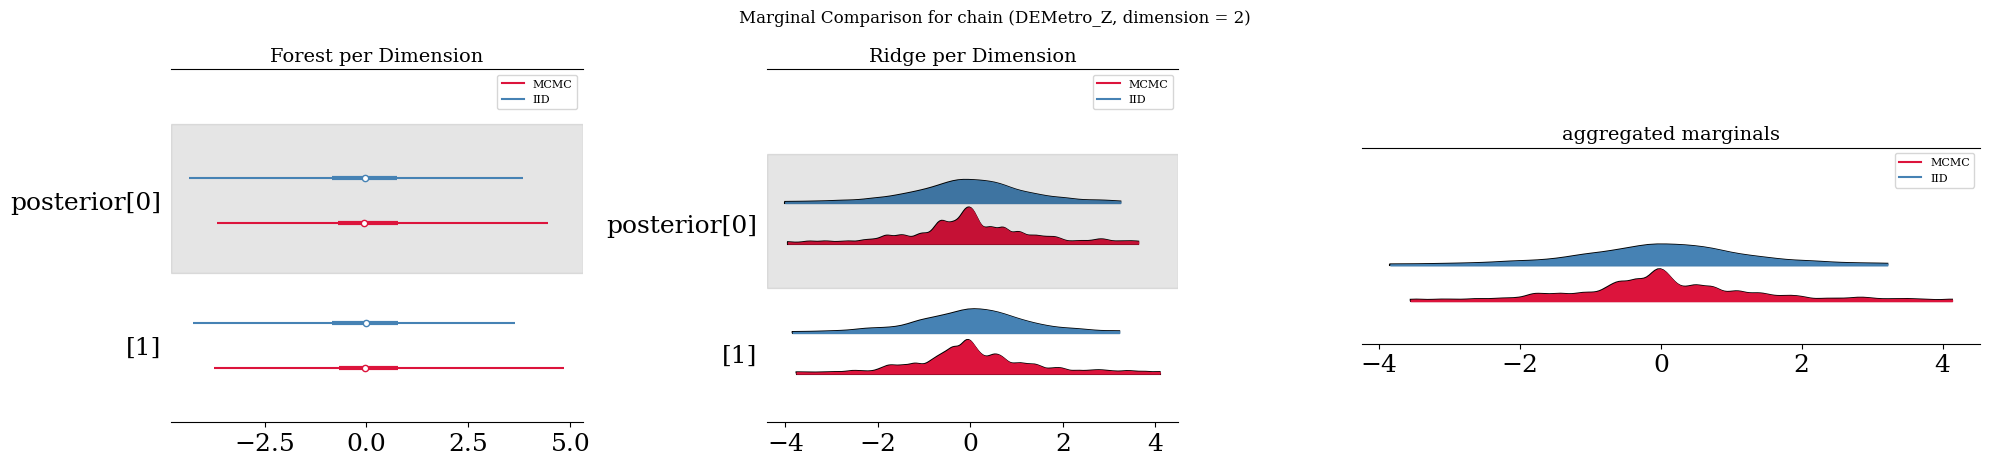 Marginal Comparison for chain (DEMetro_Z, dimension = 2)
Forest per Dimension
MCMC
IID
posterior[0]
[1]
−2.5 0.0 2.5 5.0
Ridge per Dimension
MCMC
IID
posterior[0]
[1]
−4 −2 0 2 4
aggregated marginals
MCMC
IID
−4 −2 0 2 4